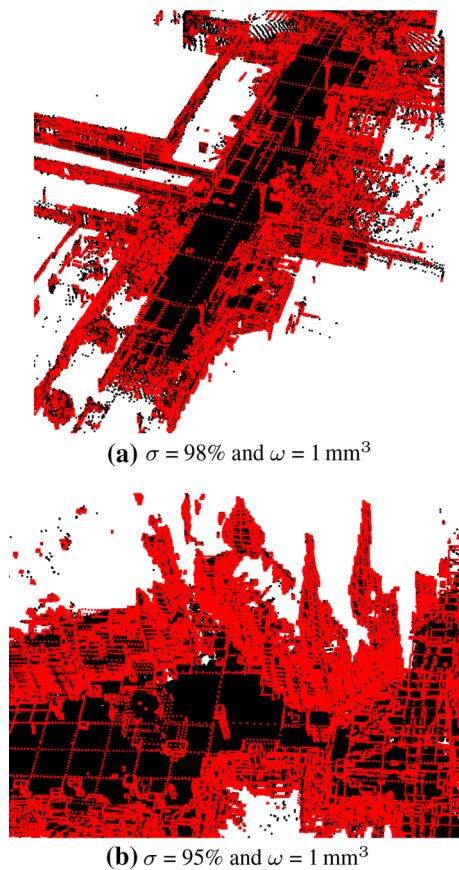 (a) σ = 98% and ω = 1 mm³
(b) σ = 95% and ω = 1 mm³